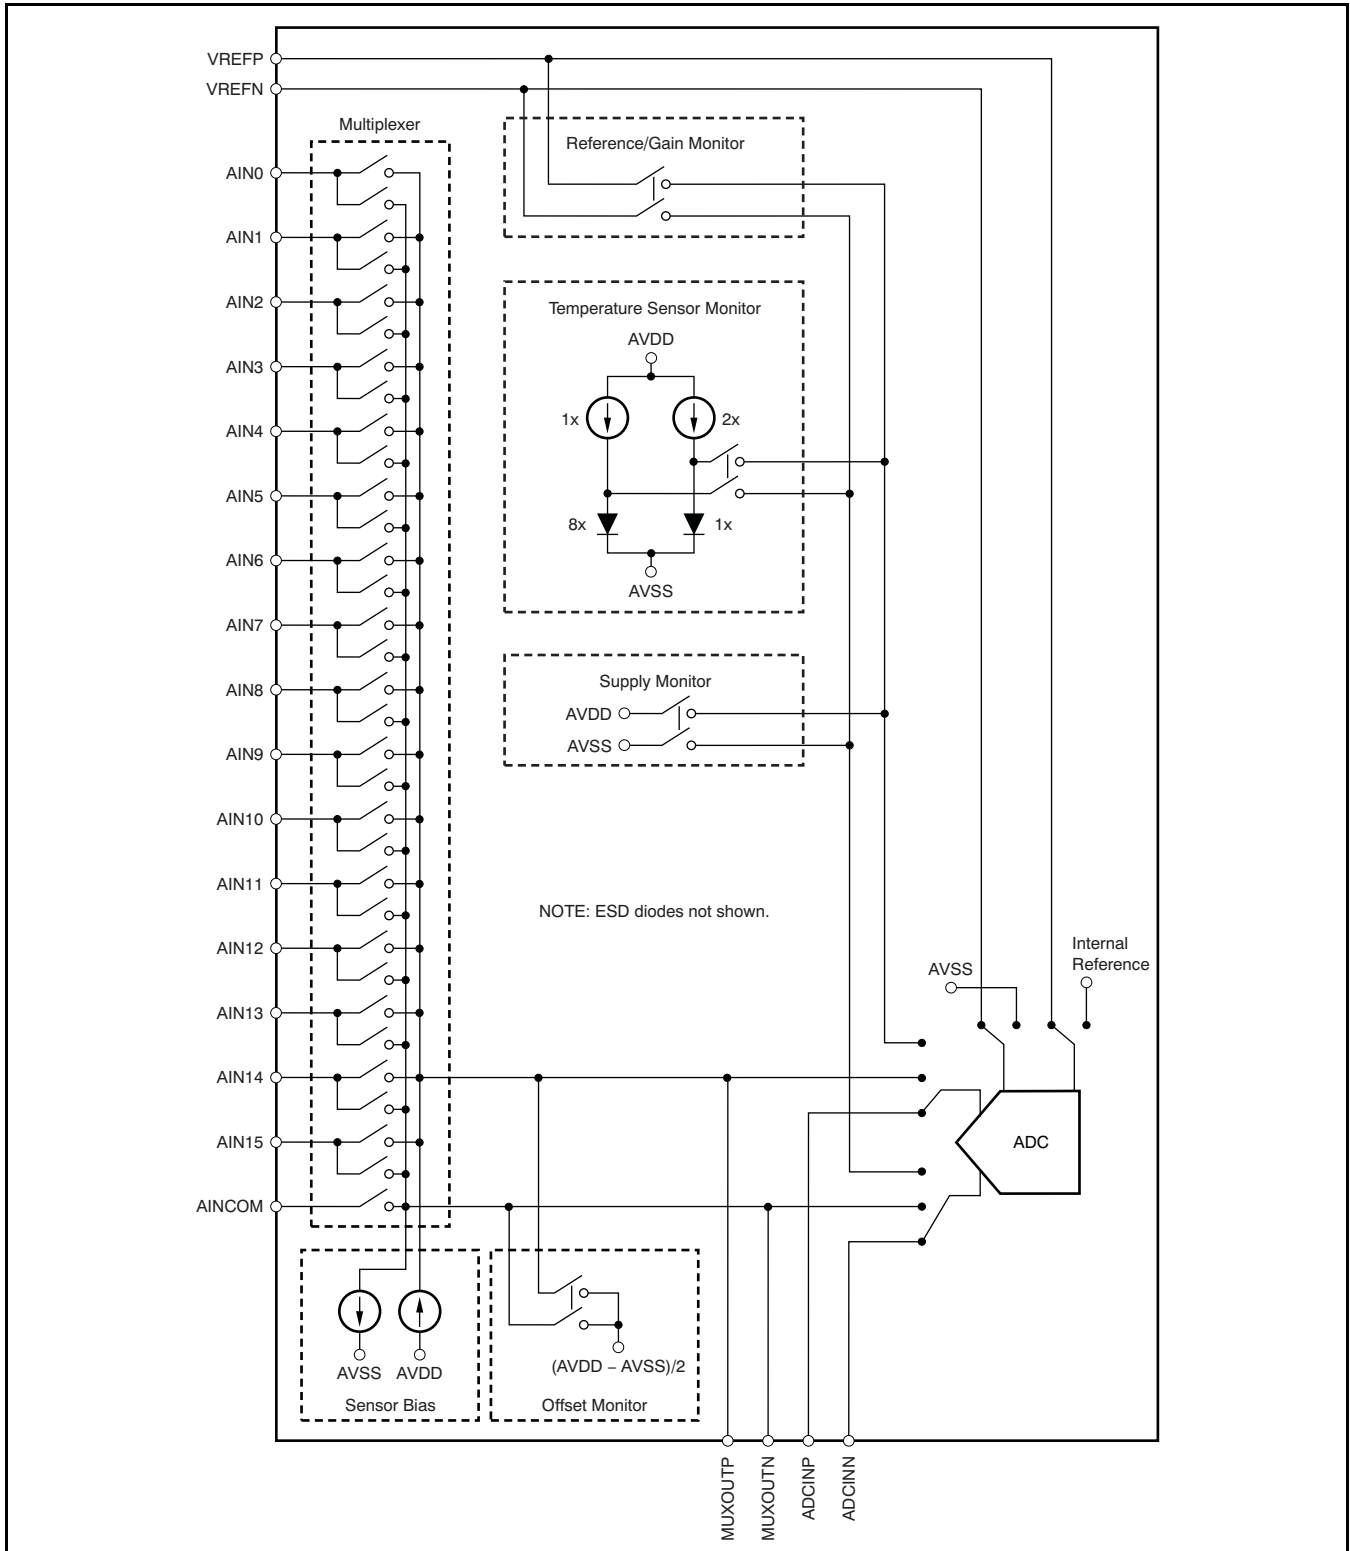 VREFP
VREFN
Multiplexer
AIN0
AIN1
AIN2
AIN3
AIN4
AIN5
AIN6
AIN7
AIN8
AIN9
AIN10
AIN11
AIN12
AIN13
AIN14
AIN15
AINCOM
Reference/Gain Monitor
Temperature Sensor Monitor
AVDD
1x
2x
8x
1x
AVSS
Supply Monitor
AVDD
AVSS
NOTE: ESD diodes not shown.
AVSS
Internal
Reference
ADC
AVSS
AVDD
Sensor Bias
(AVDD – AVSS)/2
Offset Monitor
MUXOUTP
MUXOUTN
ADCINP
ADCINN